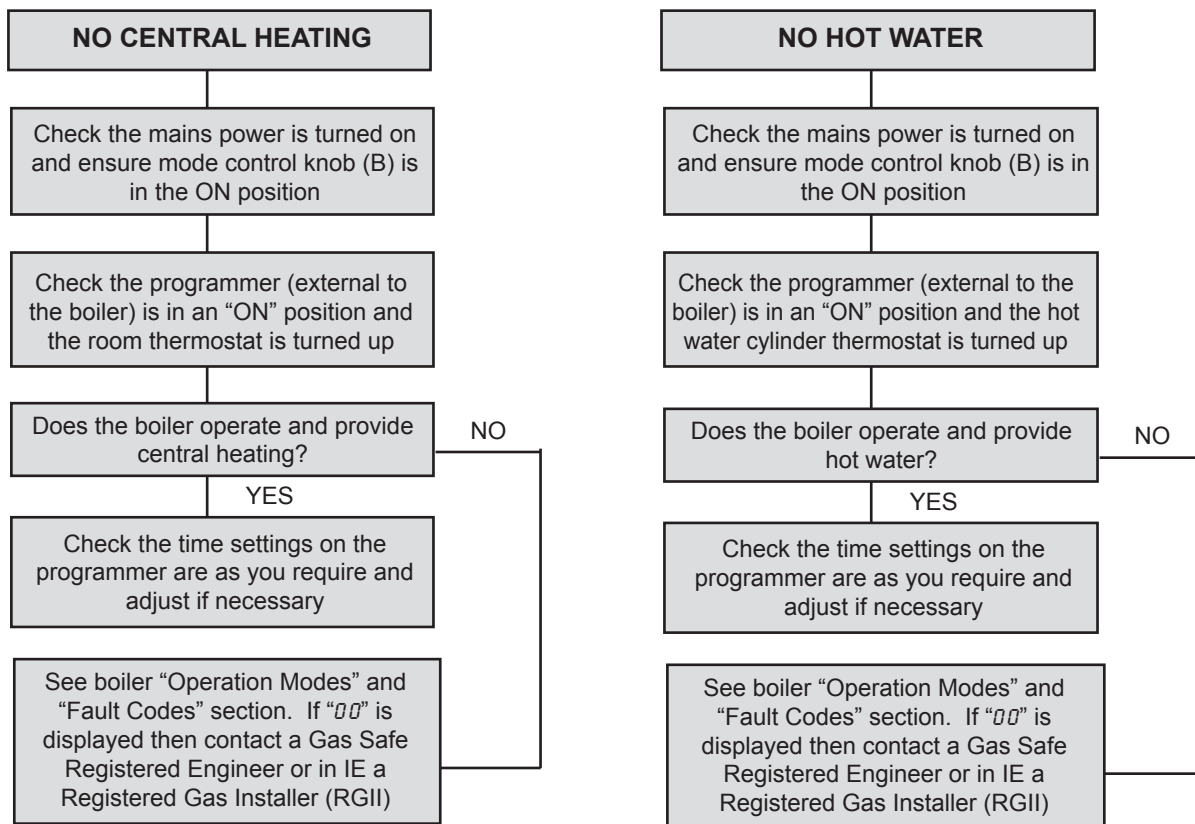 NO CENTRAL HEATING
Check the mains power is turned on
and ensure mode control knob (B) is
in the ON position
Check the programmer (external to
the boiler) is in an “ON” position and
the room thermostat is turned up
Does the boiler operate and provide
central heating?
NO
YES
Check the time settings on the
programmer are as you require and
adjust if necessary
See boiler “Operation Modes” and
“Fault Codes” section. If “00” is
displayed then contact a Gas Safe
Registered Engineer or in IE a
Registered Gas Installer (RGII)
NO HOT WATER
Check the mains power is turned on
and ensure mode control knob (B) is in
the ON position
Check the programmer (external to the
boiler) is in an “ON” position and the hot
water cylinder thermostat is turned up
Does the boiler operate and provide
hot water?
NO
YES
Check the time settings on the
programmer are as you require and
adjust if necessary
See boiler “Operation Modes” and
“Fault Codes” section. If “00” is
displayed then contact a Gas Safe
Registered Engineer or in IE a
Registered Gas Installer (RGII)